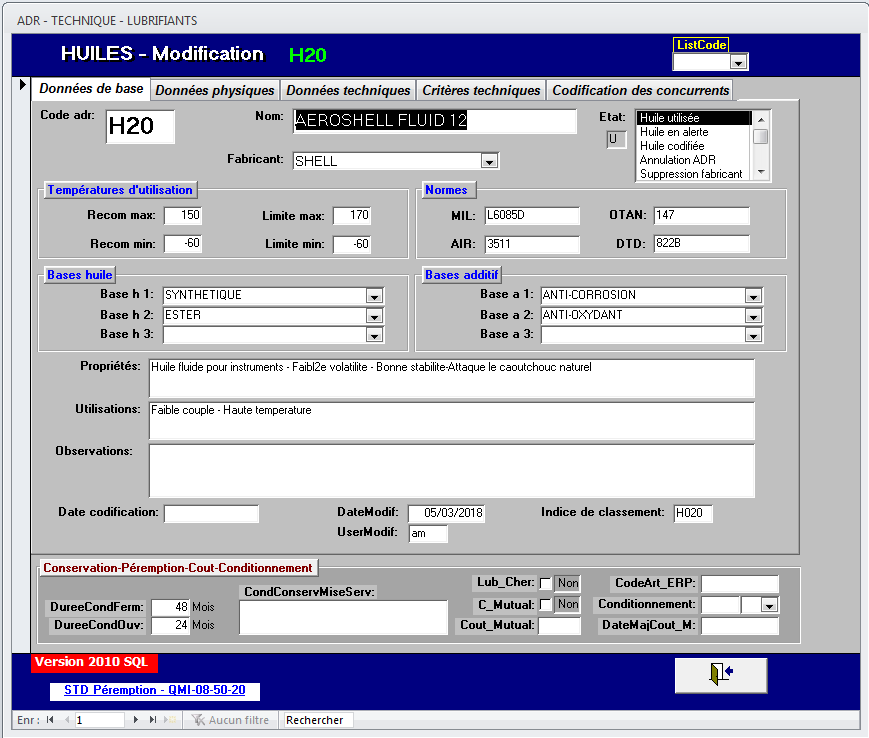 ADR - TECHNIQUE - LUBRIFIANTS
HUILES - Modification H20
ListCode
Données de base Données physiques Données techniques Critères techniques Codification des concurrents
Code adr: H20
Nom: AEROSHELL FLUID 12
Fabricant: SHELL
Etat: U
Huile utilisée
Huile en alerte
Huile codifiée
Annulation ADR
Suppression fabricant
Températures d'utilisation
Recom max: 150 Limite max: 170
Recom min: -60 Limite min: -60
Normes
MIL: L6085D OTAN: 147
AIR: 3511 DTD: 822B
Bases huile
Base h 1: SYNTHETIQUE
Base h 2: ESTER
Base h 3:
Bases additif
Base a 1: ANTI-CORROSION
Base a 2: ANTI-OXYDANT
Base a 3:
Propriétés: Huile fluide pour instruments - Faibl2e volatilite - Bonne stabilite-Attaque le caoutchouc naturel
Utilisations: Faible couple - Haute temperature
Observations:
Date codification: DateModif: 05/03/2018 Indice de classement: H020
UserModif: am
Conservation-Péremption-Cout-Conditionnement
DureeCondFerm: 48 Mois
DureeCondOuv: 24 Mois
CondConservMiseServ:
Lub_Cher: Non
C_Mutual: Non
Cout_Mutual:
CodeArt_ERP:
Conditionnement:
DateMajCout_M:
Version 2010 SQL
STD Péremption - QMI-08-50-20
Enr : 1 Aucun filtre Rechercher